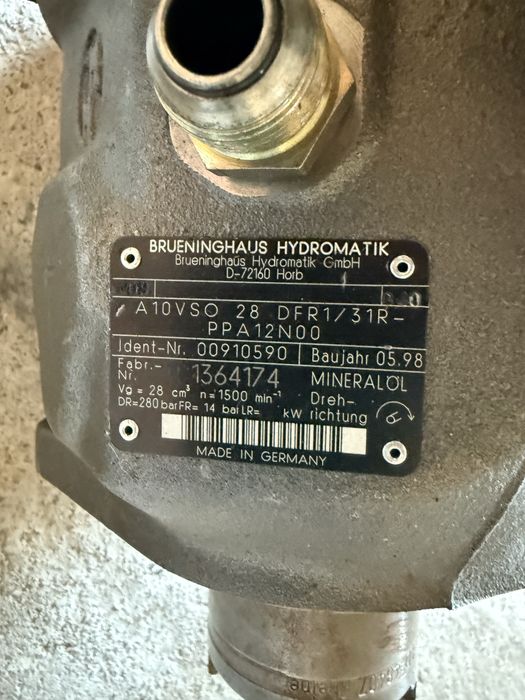 BRUENINGHAUS HYDROMATIK
Brueninghaus Hydromatik GmbH
D-72160 Horb
A10VSO 28 DFR1/31R-
PPA12N00
Ident-Nr. 00910590 Baujahr 05.98
Fabr.-
Nr. 1364174 MINERALÖL
Vg = 28 cm³ n = 1500 min⁻¹ Dreh-
DR= 280 bar FR= 14 bar LR= kW richtung
MADE IN GERMANY